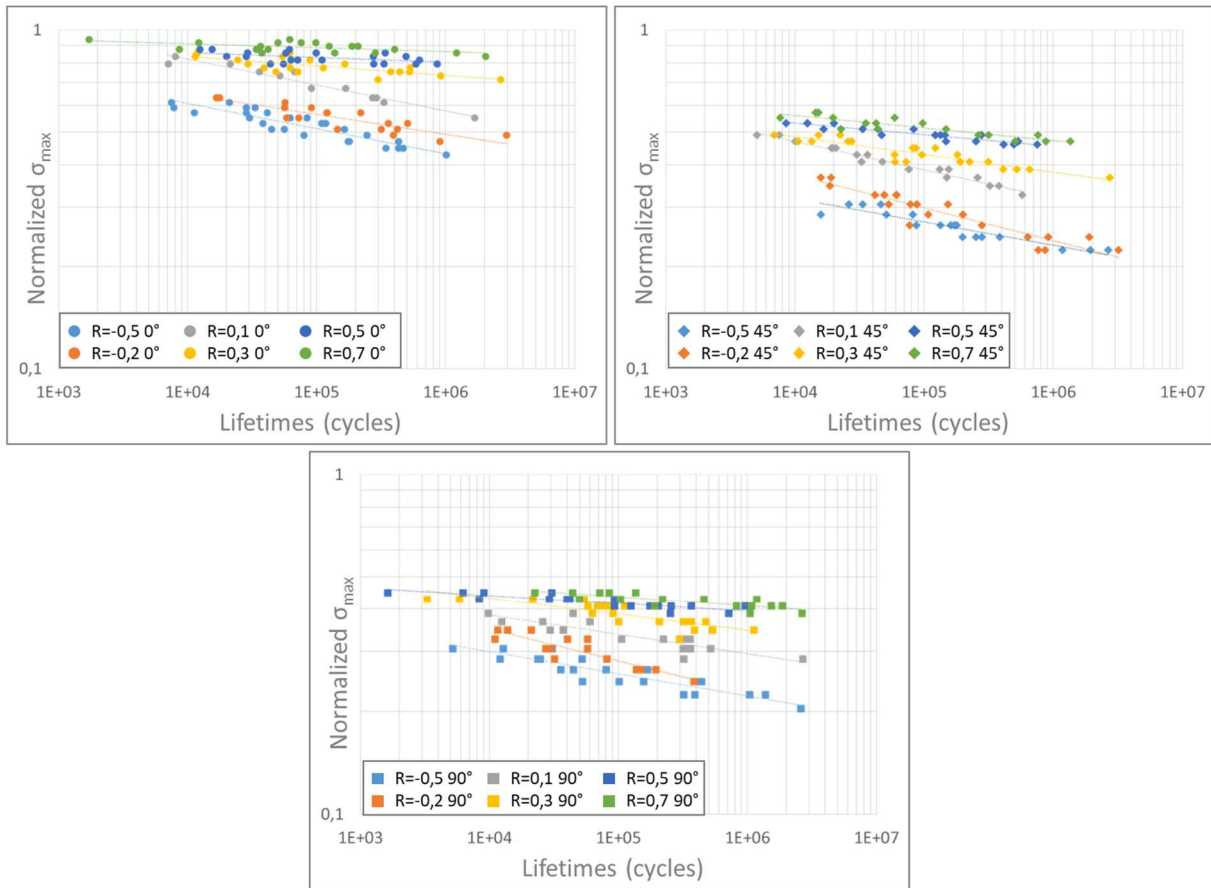 1
Normalized σmax
R=-0,5 0° R=0,1 0° R=0,5 0°
R=-0,2 0° R=0,3 0° R=0,7 0°
0,1
1E+03 1E+04 1E+05 1E+06 1E+07
Lifetimes (cycles)
1
Normalized σmax
R=-0,5 45° R=0,1 45° R=0,5 45°
R=-0,2 45° R=0,3 45° R=0,7 45°
0,1
1E+03 1E+04 1E+05 1E+06 1E+07
Lifetimes (cycles)
1
Normalized σmax
R=-0,5 90° R=0,1 90° R=0,5 90°
R=-0,2 90° R=0,3 90° R=0,7 90°
0,1
1E+03 1E+04 1E+05 1E+06 1E+07
Lifetimes (cycles)